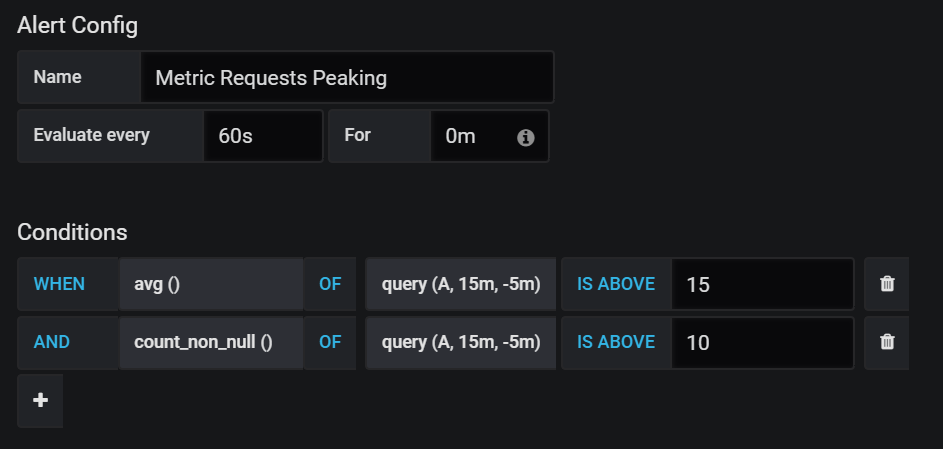 Alert Config
Name Metric Requests Peaking
Evaluate every 60s For 0m
Conditions
WHEN avg () OF query (A, 15m, -5m) IS ABOVE 15
AND count_non_null () OF query (A, 15m, -5m) IS ABOVE 10